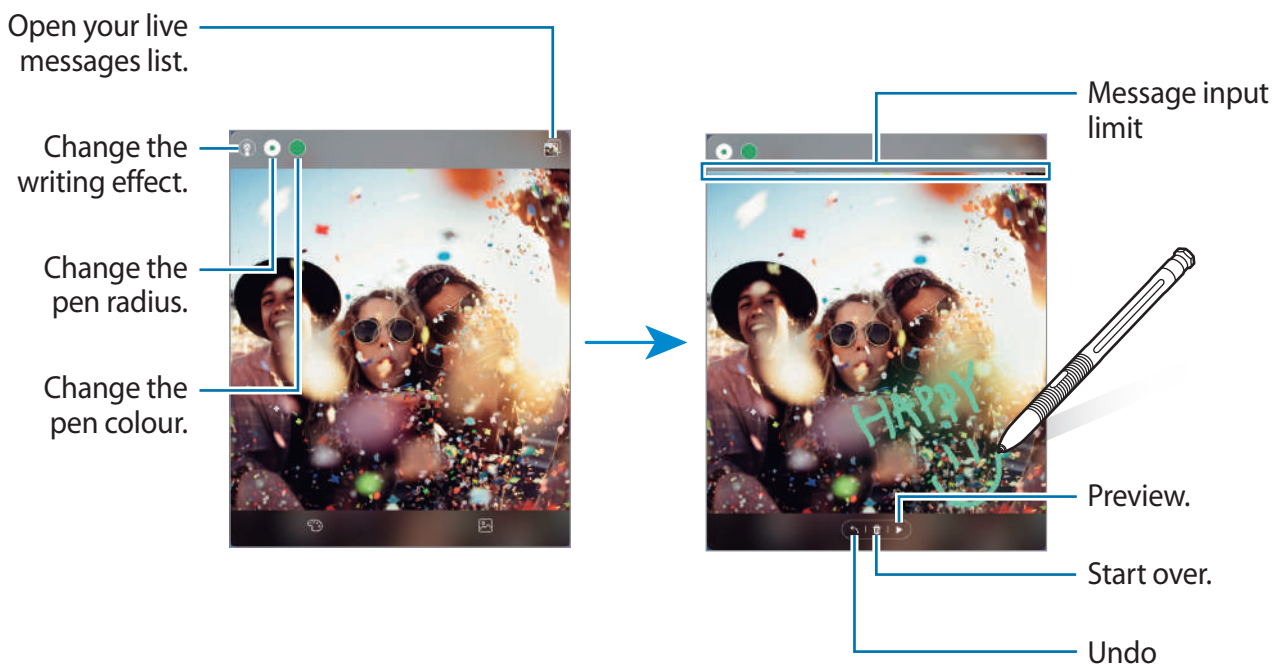 Open your live
messages list.
Change the
writing effect.
Change the
pen radius.
Change the
pen colour.
Message input
limit
HAPPY
Preview.
Start over.
Undo